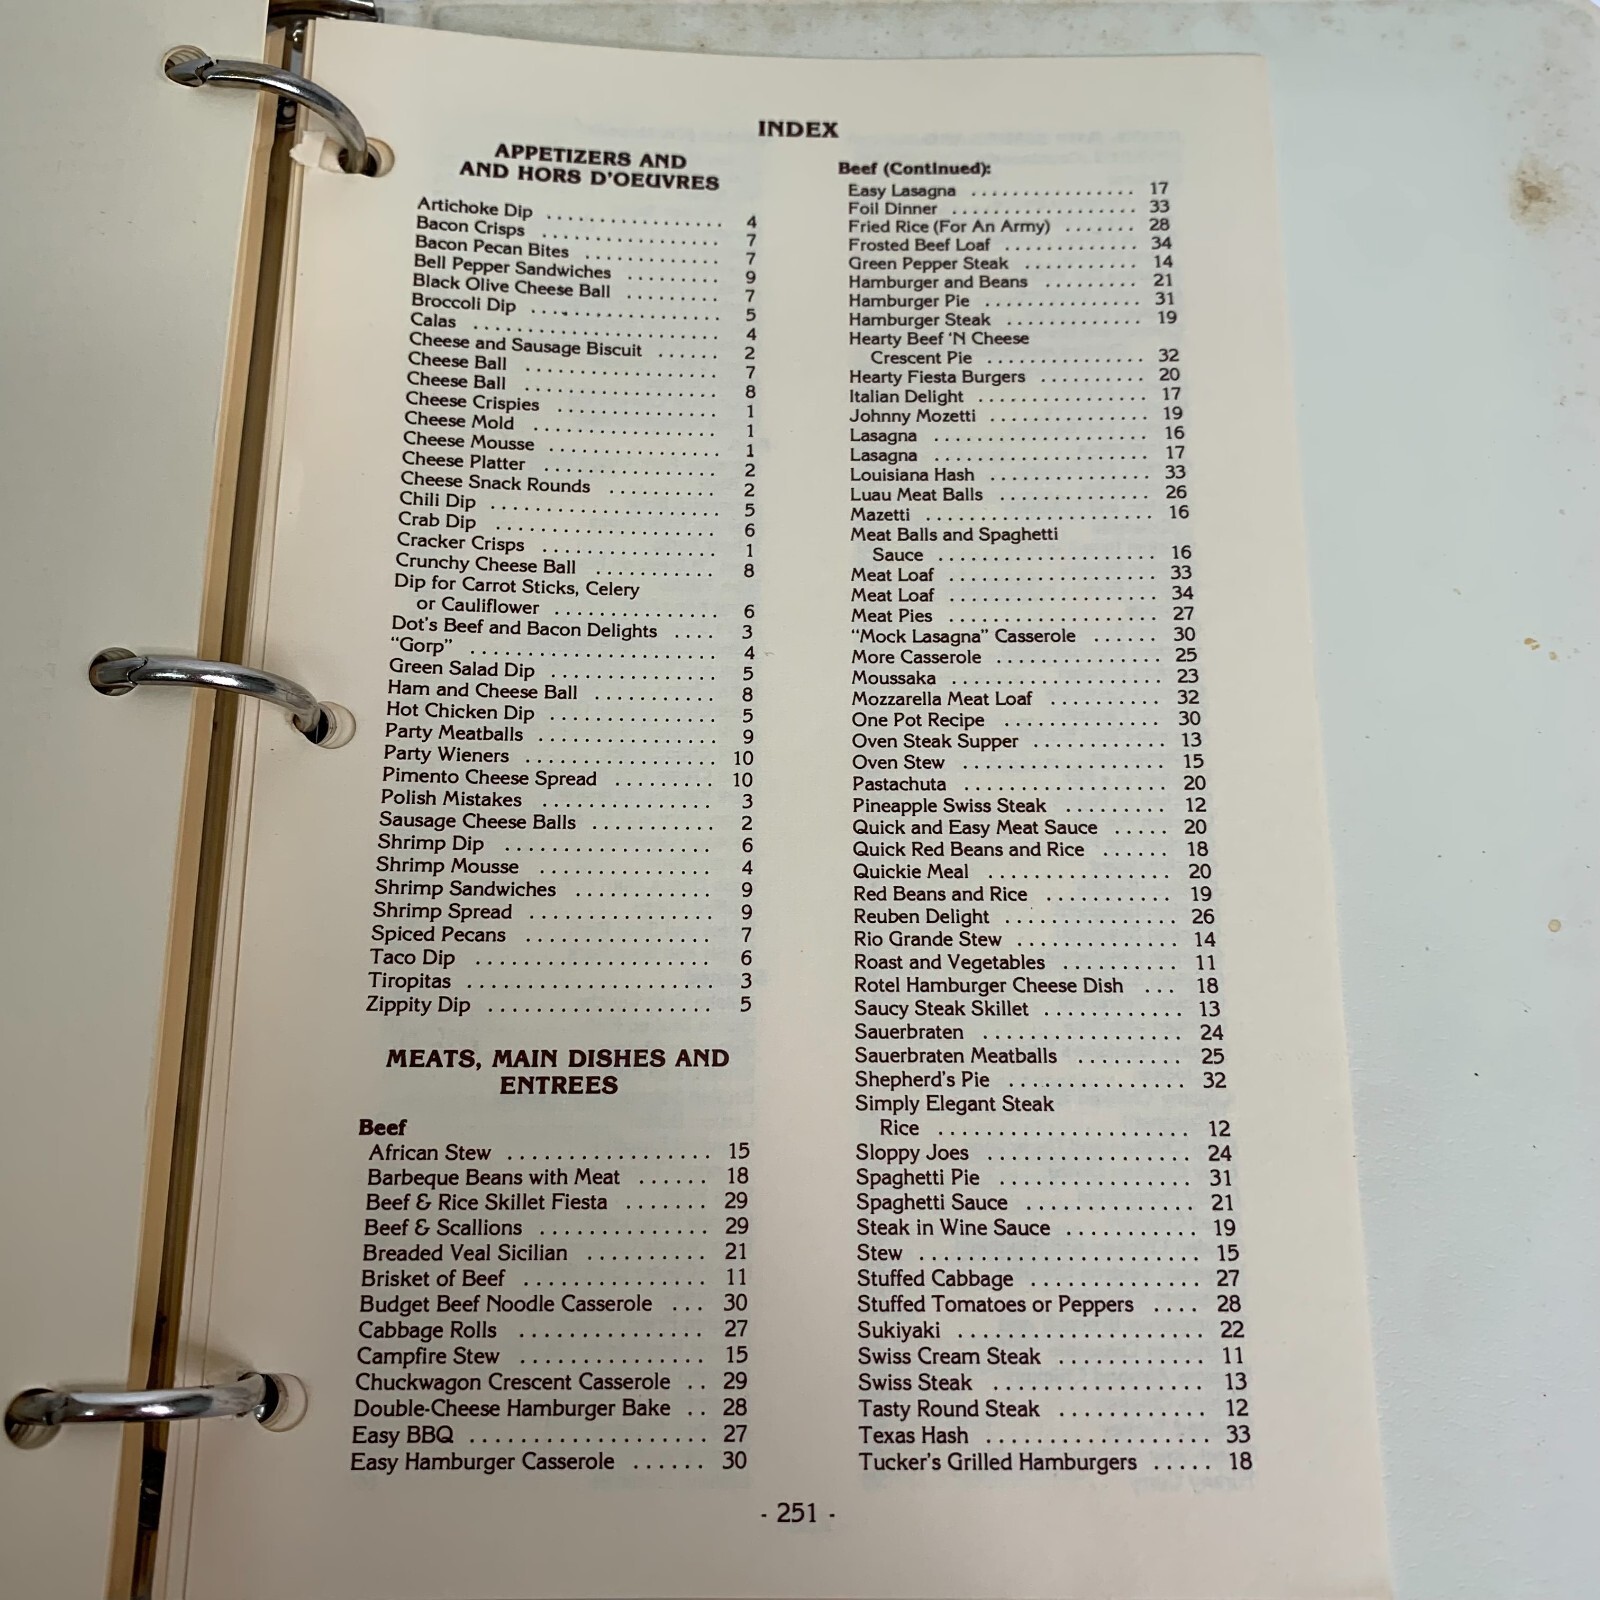 INDEX
APPETIZERS AND
AND HORS D'OEUVRES
Artichoke Dip . . . . . . . . . . . . . . . 4
Bacon Crisps . . . . . . . . . . . . . . . 7
Bacon Pecan Bites . . . . . . . . . . . 7
Bell Pepper Sandwiches . . . . . . . . 9
Black Olive Cheese Ball . . . . . . . . 7
Broccoli Dip . . . . . . . . . . . . . . . . 5
Calas . . . . . . . . . . . . . . . . . . . . 4
Cheese and Sausage Biscuit . . . . . . 2
Cheese Ball . . . . . . . . . . . . . . . . 7
Cheese Ball . . . . . . . . . . . . . . . . 8
Cheese Crispies . . . . . . . . . . . . . 1
Cheese Mold . . . . . . . . . . . . . . . 1
Cheese Mousse . . . . . . . . . . . . . . 1
Cheese Platter . . . . . . . . . . . . . . 2
Cheese Snack Rounds . . . . . . . . . 2
Chili Dip . . . . . . . . . . . . . . . . . . . 5
Crab Dip . . . . . . . . . . . . . . . . . . 6
Cracker Crisps . . . . . . . . . . . . . . 1
Crunchy Cheese Ball . . . . . . . . . . 8
Dip for Carrot Sticks, Celery
or Cauliflower . . . . . . . . . . . . . . 6
Dot's Beef and Bacon Delights . . . . 3
"Gorp" . . . . . . . . . . . . . . . . . . . . 4
Green Salad Dip . . . . . . . . . . . . . . 5
Ham and Cheese Ball . . . . . . . . . . 8
Hot Chicken Dip . . . . . . . . . . . . . . 5
Party Meatballs . . . . . . . . . . . . . . . 9
Party Wieners . . . . . . . . . . . . . . . . 10
Pimento Cheese Spread . . . . . . . . 10
Polish Mistakes . . . . . . . . . . . . . . 3
Sausage Cheese Balls . . . . . . . . . . 2
Shrimp Dip . . . . . . . . . . . . . . . . . 6
Shrimp Mousse . . . . . . . . . . . . . . 4
Shrimp Sandwiches . . . . . . . . . . . 9
Shrimp Spread . . . . . . . . . . . . . . . 9
Spiced Pecans . . . . . . . . . . . . . . . 7
Taco Dip . . . . . . . . . . . . . . . . . . . 6
Tiropitas . . . . . . . . . . . . . . . . . . . . 3
Zippity Dip . . . . . . . . . . . . . . . . . . 5
MEATS, MAIN DISHES AND
ENTREES
Beef
African Stew . . . . . . . . . . . . . . . . . 15
Barbeque Beans with Meat . . . . . . 18
Beef & Rice Skillet Fiesta . . . . . . . 29
Beef & Scallions . . . . . . . . . . . . . . 29
Breaded Veal Sicilian . . . . . . . . . . 21
Brisket of Beef . . . . . . . . . . . . . . . 11
Budget Beef Noodle Casserole . . . 30
Cabbage Rolls . . . . . . . . . . . . . . . 27
Campfire Stew . . . . . . . . . . . . . . . 15
Chuckwagon Crescent Casserole . . 29
Double-Cheese Hamburger Bake . . 28
Easy BBQ . . . . . . . . . . . . . . . . . . . 27
Easy Hamburger Casserole . . . . . . 30
Beef (Continued):
Easy Lasagna . . . . . . . . . . . . . . . . 17
Foil Dinner . . . . . . . . . . . . . . . . . . 33
Fried Rice (For An Army) . . . . . . . 28
Frosted Beef Loaf . . . . . . . . . . . . 34
Green Pepper Steak . . . . . . . . . . . 14
Hamburger and Beans . . . . . . . . . 21
Hamburger Pie . . . . . . . . . . . . . . . 31
Hamburger Steak . . . . . . . . . . . . . 19
Hearty Beef 'N Cheese
Crescent Pie . . . . . . . . . . . . . . . 32
Hearty Fiesta Burgers . . . . . . . . . . 20
Italian Delight . . . . . . . . . . . . . . . . 17
Johnny Mozetti . . . . . . . . . . . . . . . 19
Lasagna . . . . . . . . . . . . . . . . . . . . 16
Lasagna . . . . . . . . . . . . . . . . . . . . 17
Louisiana Hash . . . . . . . . . . . . . . . 33
Luau Meat Balls . . . . . . . . . . . . . . 26
Mazetti . . . . . . . . . . . . . . . . . . . . . 16
Meat Balls and Spaghetti
Sauce . . . . . . . . . . . . . . . . . . . . 16
Meat Loaf . . . . . . . . . . . . . . . . . . . 33
Meat Loaf . . . . . . . . . . . . . . . . . . . 34
Meat Pies . . . . . . . . . . . . . . . . . . . 27
"Mock Lasagna" Casserole . . . . . . 30
More Casserole . . . . . . . . . . . . . . . 25
Moussaka . . . . . . . . . . . . . . . . . . . 23
Mozzarella Meat Loaf . . . . . . . . . . 32
One Pot Recipe . . . . . . . . . . . . . . 30
Oven Steak Supper . . . . . . . . . . . . 13
Oven Stew . . . . . . . . . . . . . . . . . . 15
Pastachuta . . . . . . . . . . . . . . . . . . 20
Pineapple Swiss Steak . . . . . . . . . 12
Quick and Easy Meat Sauce . . . . . 20
Quick Red Beans and Rice . . . . . . 18
Quickie Meal . . . . . . . . . . . . . . . . 20
Red Beans and Rice . . . . . . . . . . . 19
Reuben Delight . . . . . . . . . . . . . . . 26
Rio Grande Stew . . . . . . . . . . . . . . 14
Roast and Vegetables . . . . . . . . . . 11
Rotel Hamburger Cheese Dish . . . 18
Saucy Steak Skillet . . . . . . . . . . . . 13
Sauerbraten . . . . . . . . . . . . . . . . . 24
Sauerbraten Meatballs . . . . . . . . . 25
Shepherd's Pie . . . . . . . . . . . . . . . 32
Simply Elegant Steak
Rice . . . . . . . . . . . . . . . . . . . . . 12
Sloppy Joes . . . . . . . . . . . . . . . . . 24
Spaghetti Pie . . . . . . . . . . . . . . . . 31
Spaghetti Sauce . . . . . . . . . . . . . . 21
Steak in Wine Sauce . . . . . . . . . . . 19
Stew . . . . . . . . . . . . . . . . . . . . . . . 15
Stuffed Cabbage . . . . . . . . . . . . . . 27
Stuffed Tomatoes or Peppers . . . . 28
Sukiyaki . . . . . . . . . . . . . . . . . . . . 22
Swiss Cream Steak . . . . . . . . . . . . 11
Swiss Steak . . . . . . . . . . . . . . . . . 13
Tasty Round Steak . . . . . . . . . . . . 12
Texas Hash . . . . . . . . . . . . . . . . . . 33
Tucker's Grilled Hamburgers . . . . . 18
- 251 -